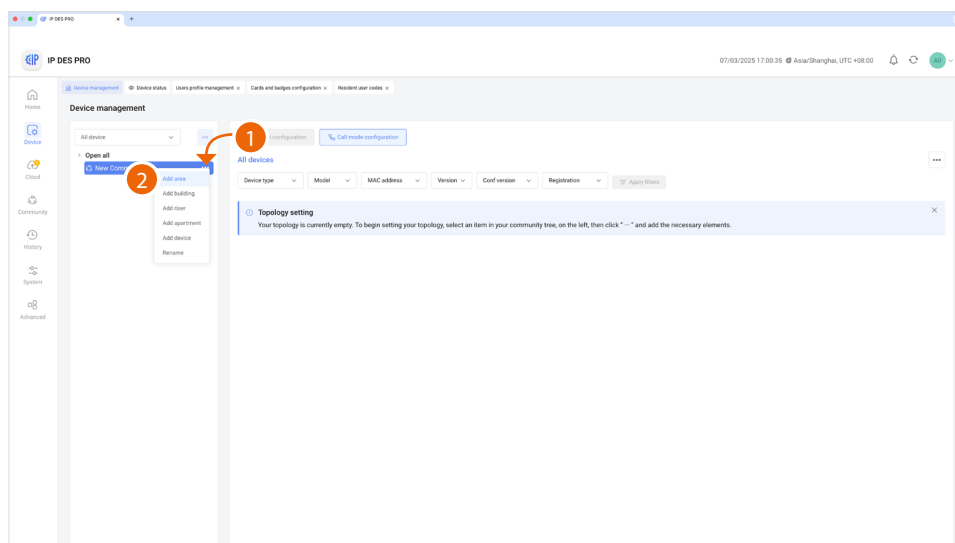 IP DES PRO × +
IP DES PRO
07/03/2025 17:00:35 Asia/Shanghai, UTC +08:00
AD
Device management Device status Users profile management × Cards and badges configuration × Resident user codes ×
Device management
Home
Device
Cloud
Community
History
System
Advanced
All device
Open all
New Com
1
2
Add area
Add building
Add riser
Add apartment
Add device
Rename
configuration
Call mode configuration
All devices
Device type Model MAC address Version Conf version Registration Apply filters
Topology setting ×
Your topology is currently empty. To begin setting your topology, select an item in your community tree, on the left, then click " ··· " and add the necessary elements.